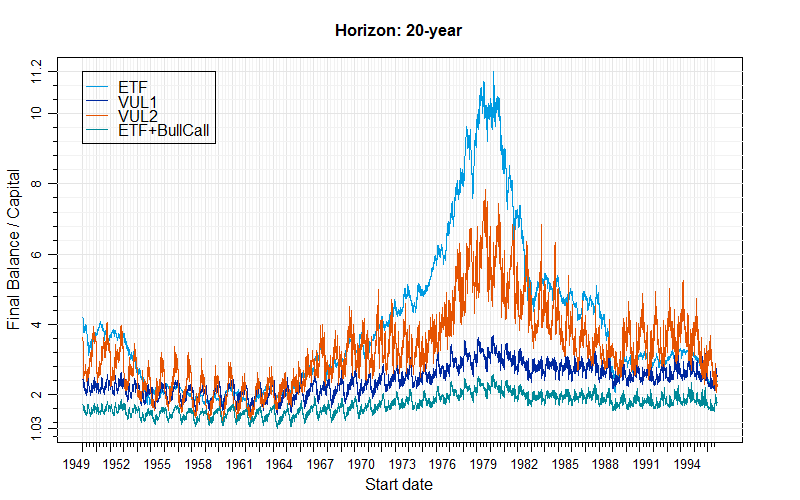 Horizon: 20-year
11.2
10
8
6
4
2
1.03
Final Balance / Capital
ETF
VUL1
VUL2
ETF+BullCall
1949 1952 1955 1958 1961 1964 1967 1970 1973 1976 1979 1982 1985 1988 1991 1994
Start date